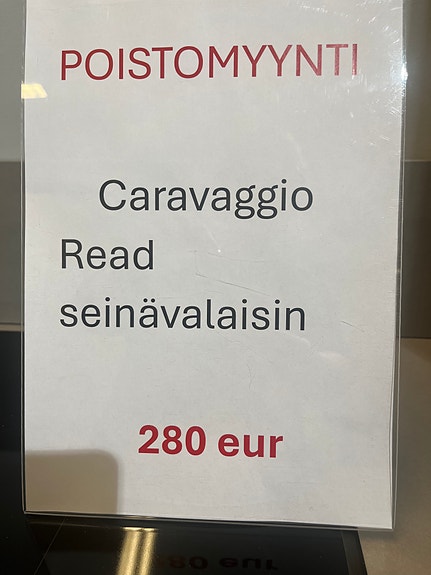 POISTOMYYNTI
Caravaggio
Read
seinävalaisin
280 eur